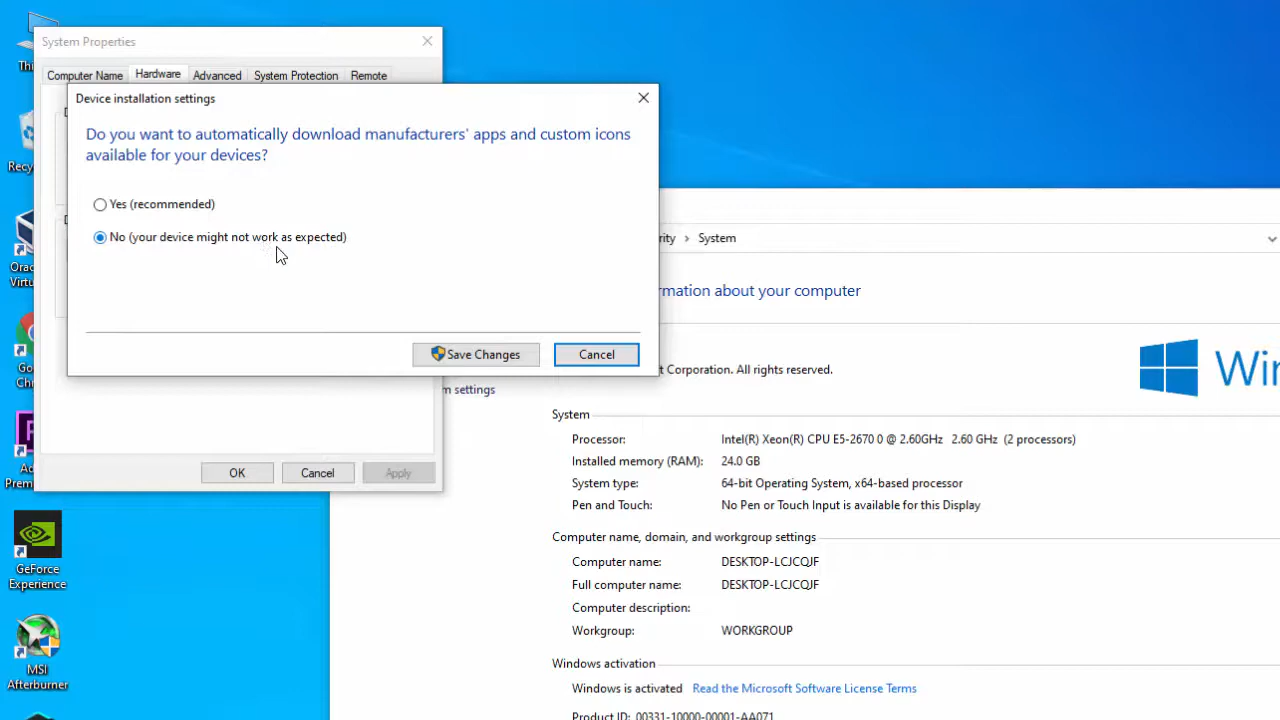 System Properties
Computer Name Hardware Advanced System Protection Remote
Device installation settings
Do you want to automatically download manufacturers' apps and custom icons
available for your devices?
Yes (recommended)
No (your device might not work as expected)
Save Changes Cancel
OK Cancel Apply
rity › System
rmation about your computer
t Corporation. All rights reserved.
Win
m settings
System
Processor: Intel(R) Xeon(R) CPU E5-2670 0 @ 2.60GHz 2.60 GHz (2 processors)
Installed memory (RAM): 24.0 GB
System type: 64-bit Operating System, x64-based processor
Pen and Touch: No Pen or Touch Input is available for this Display
Computer name, domain, and workgroup settings
Computer name: DESKTOP-LCJCQJF
Full computer name: DESKTOP-LCJCQJF
Computer description:
Workgroup: WORKGROUP
Windows activation
Windows is activated Read the Microsoft Software License Terms
Product ID: 00331-10000-00001-AA071
Thi
Recy
Orac
Virtu
Go
Chr
Ad
Prem
GeForce
Experience
MSI
Afterburner